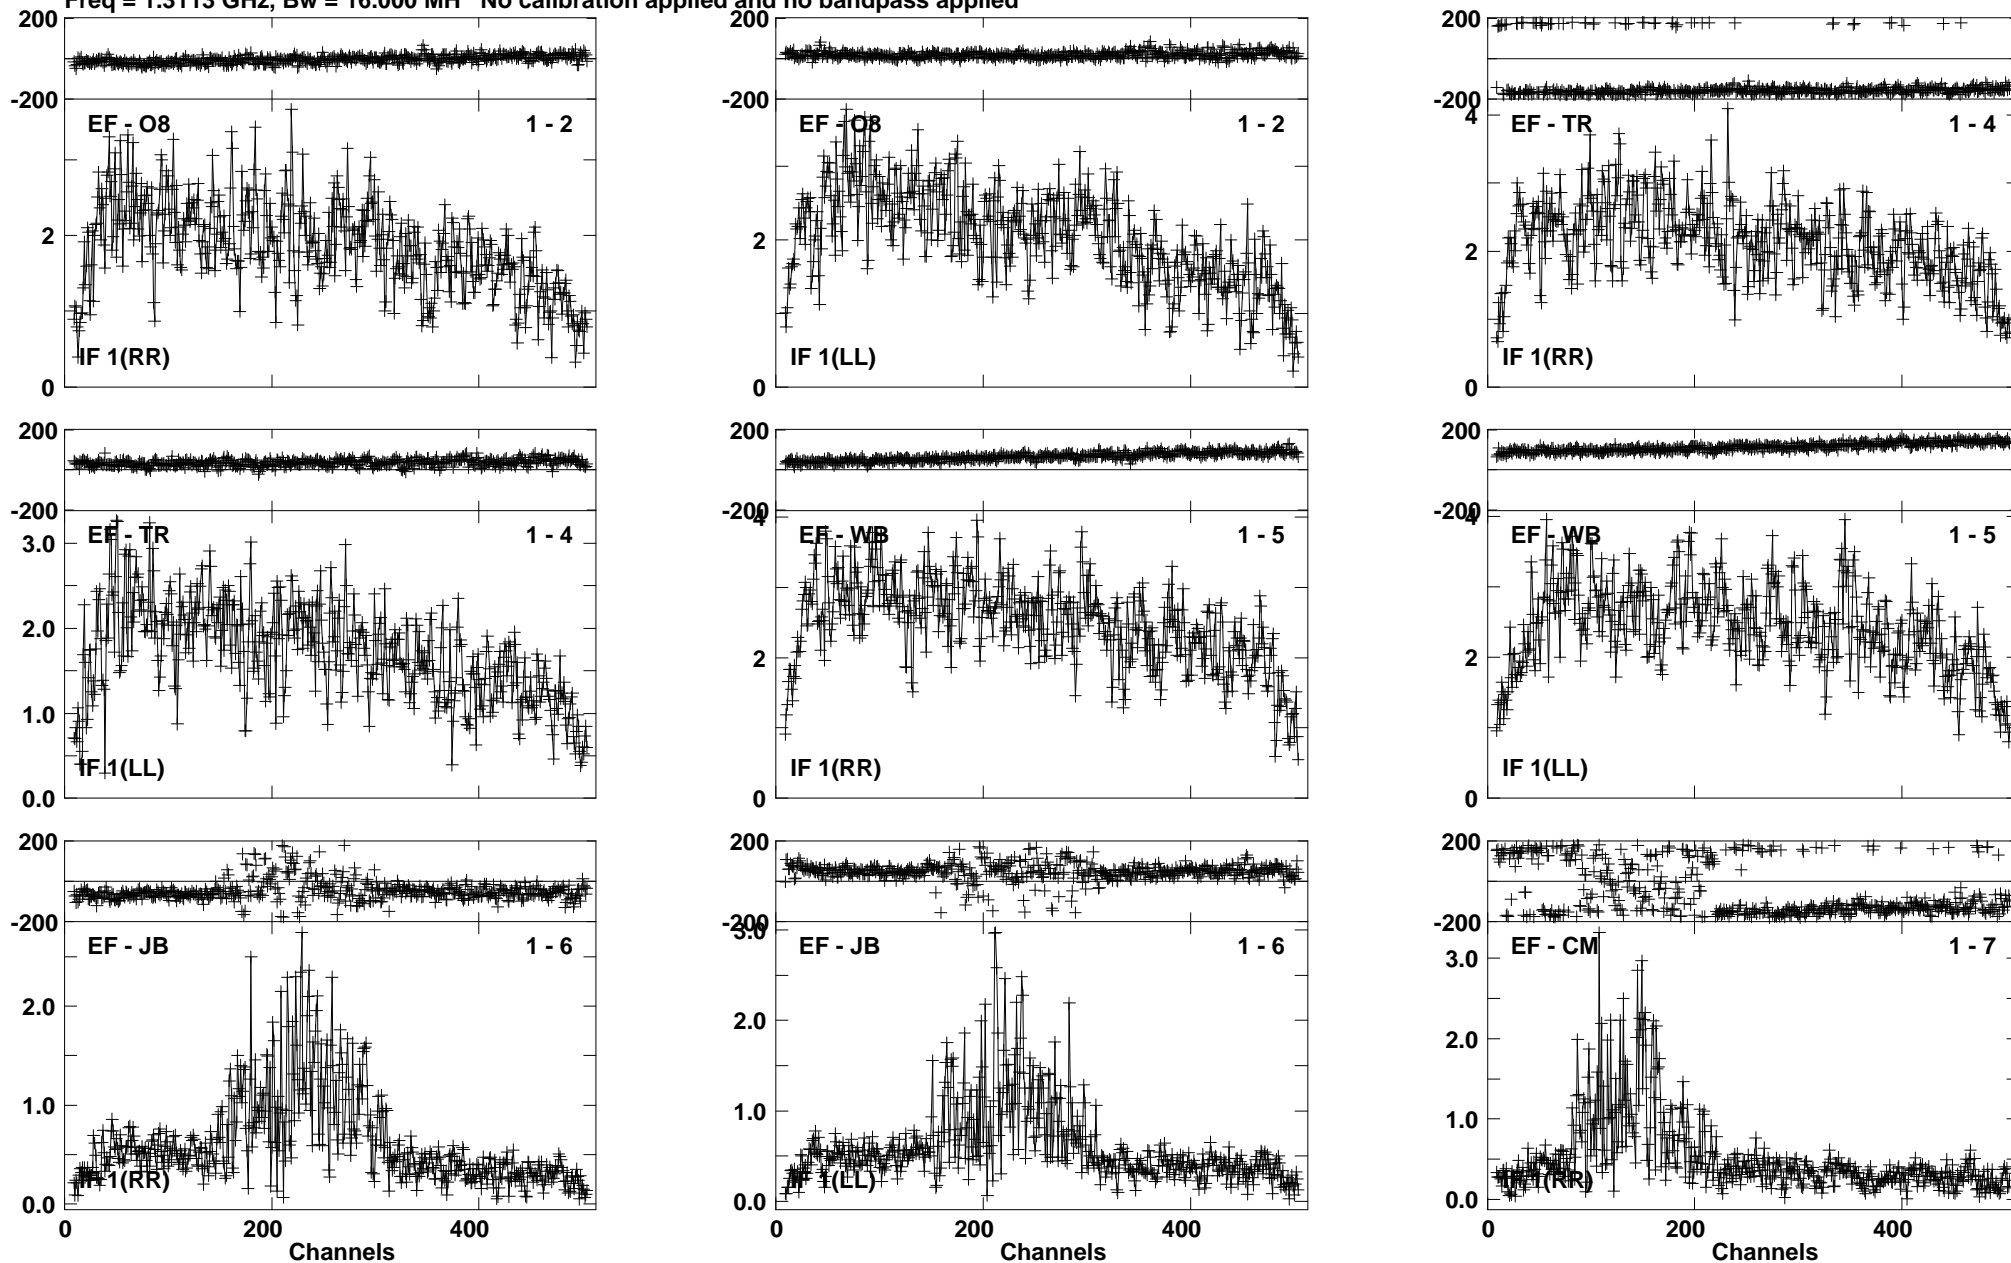 Freq = 1.3113 GHz, Bw = 16.000 MH No calibration applied and no bandpass applied
200 200 200
-200 -200 -200
EF - O8 1 - 2 EF - O8 1 - 2 EF - TR 1 - 4
4
2 2 2
IF 1(RR) IF 1(LL) IF 1(RR)
0 0 0
200 200 200
-200 -200 -200
4 4
EF - TR 1 - 4 EF - WB 1 - 5 EF - WB 1 - 5
3.0
2.0
2 2
1.0
IF 1(LL) IF 1(RR) IF 1(LL)
0.0 0 0
200 200 200
-200 -200 -200
3.0
EF - JB 1 - 6 EF - JB 1 - 6 EF - CM 1 - 7
3.0
2.0 2.0 2.0
1.0 1.0 1.0
IF 1(RR) IF 1(LL) IF 1(RR)
0.0 0.0 0.0
0 200 400 200 400 0 200 400
Channels Channels Channels